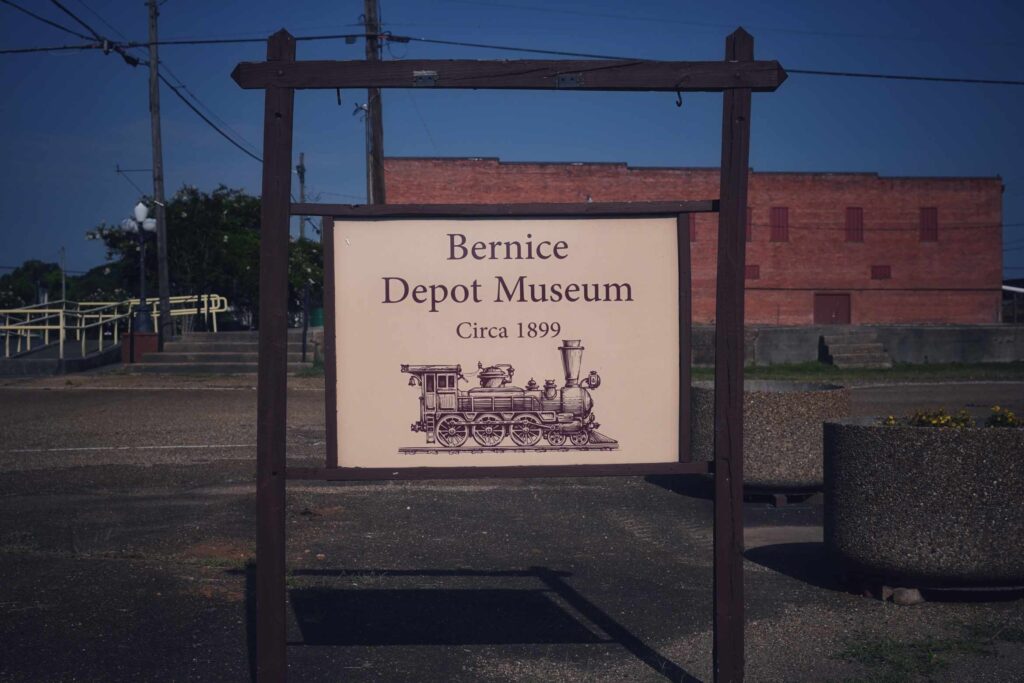 Bernice
Depot Museum
Circa 1899